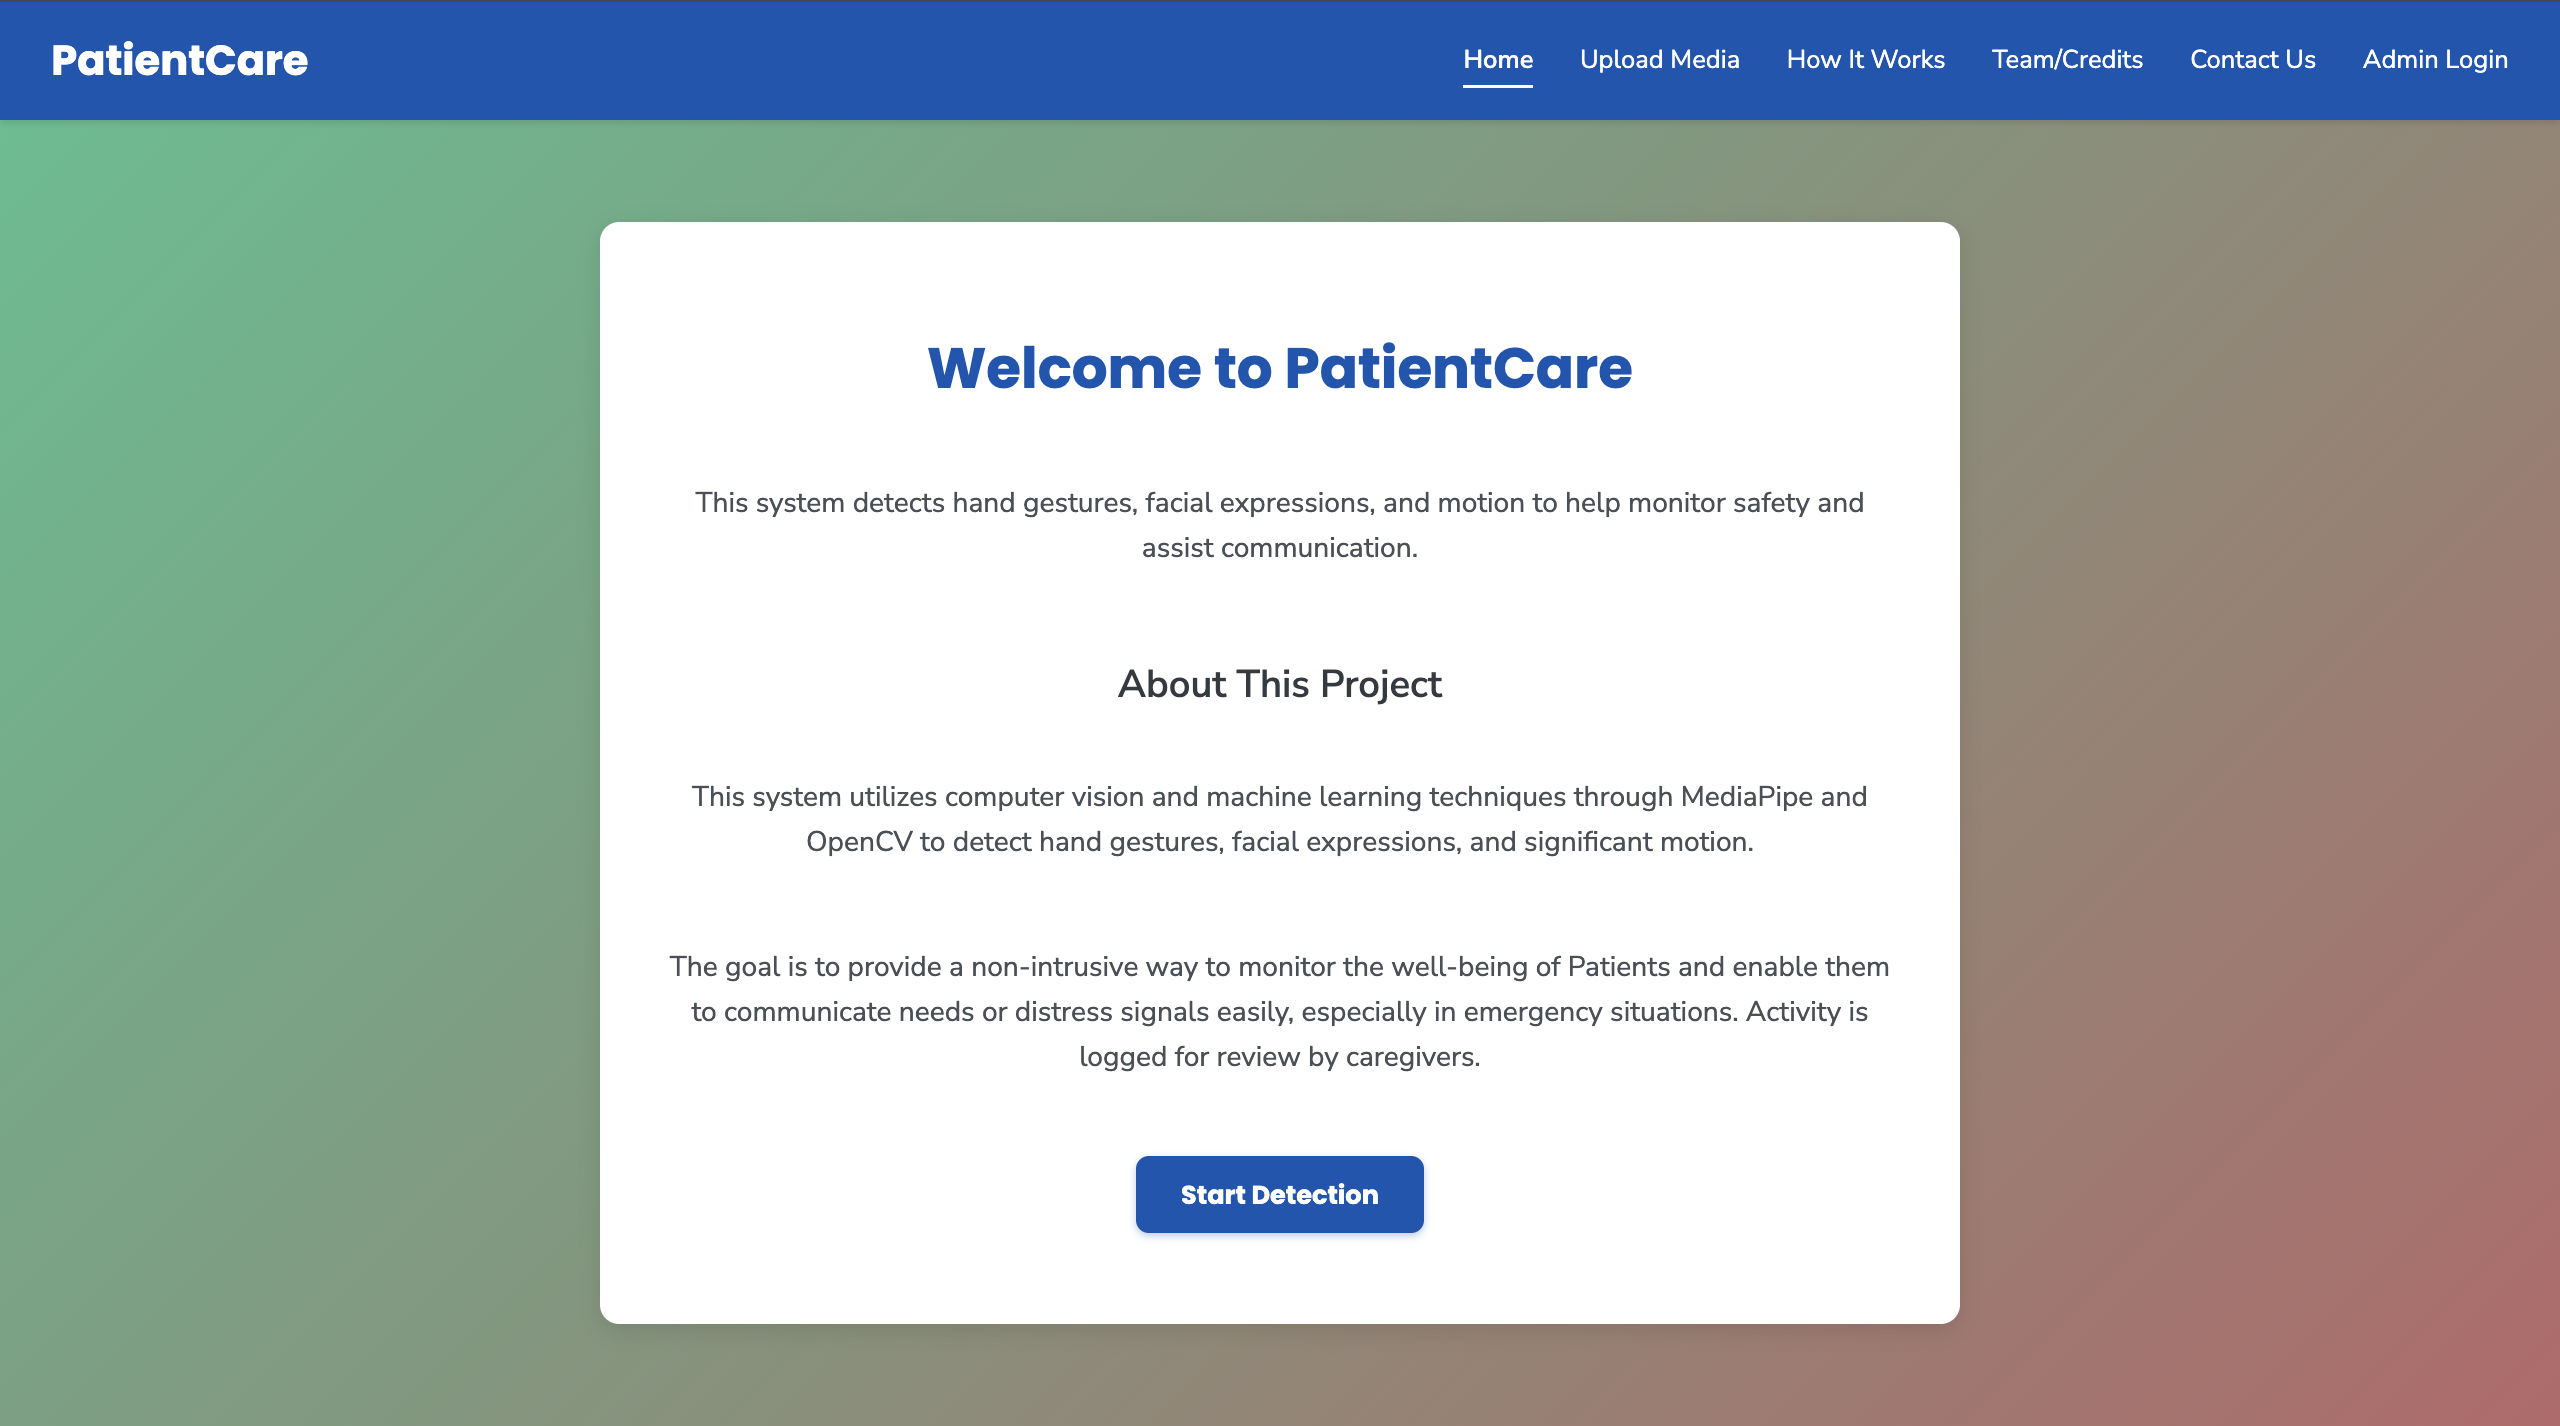 PatientCare
Home
Upload Media
How It Works
Team/Credits
Contact Us
Admin Login
Welcome to PatientCare
This system detects hand gestures, facial expressions, and motion to help monitor safety and
assist communication.
About This Project
This system utilizes computer vision and machine learning techniques through MediaPipe and
OpenCV to detect hand gestures, facial expressions, and significant motion.
The goal is to provide a non-intrusive way to monitor the well-being of Patients and enable them
to communicate needs or distress signals easily, especially in emergency situations. Activity is
logged for review by caregivers.
Start Detection